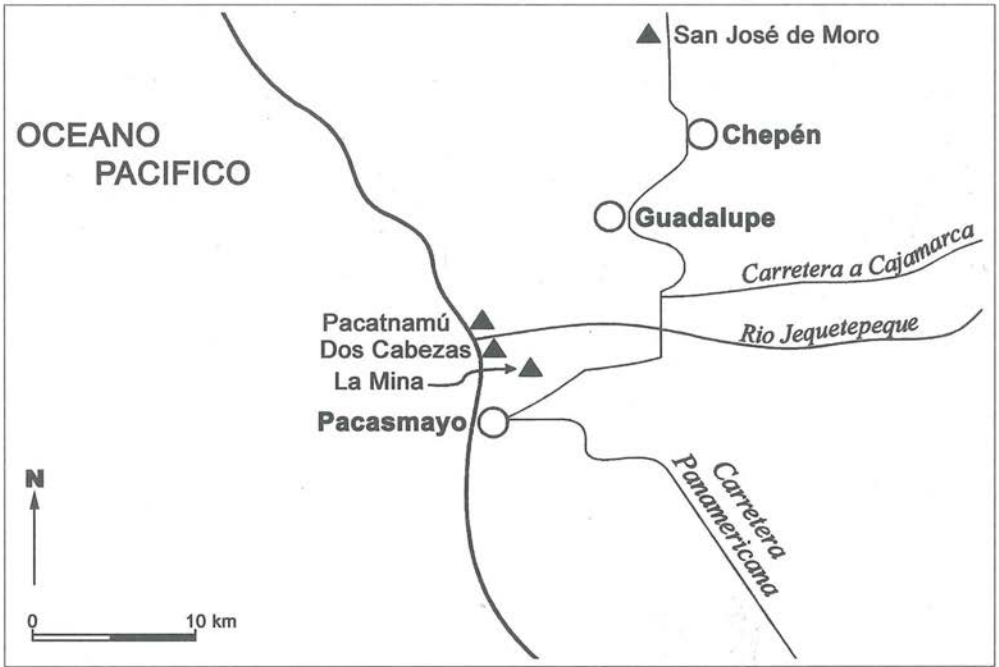 San José de Moro
OCEANO
PACIFICO
Chepén
Guadalupe
Carretera a Cajamarca
Pacatnamú
Rio Jequetepeque
Dos Cabezas
La Mina
Pacasmayo
Carretera
Panamericana
N
0 10 km